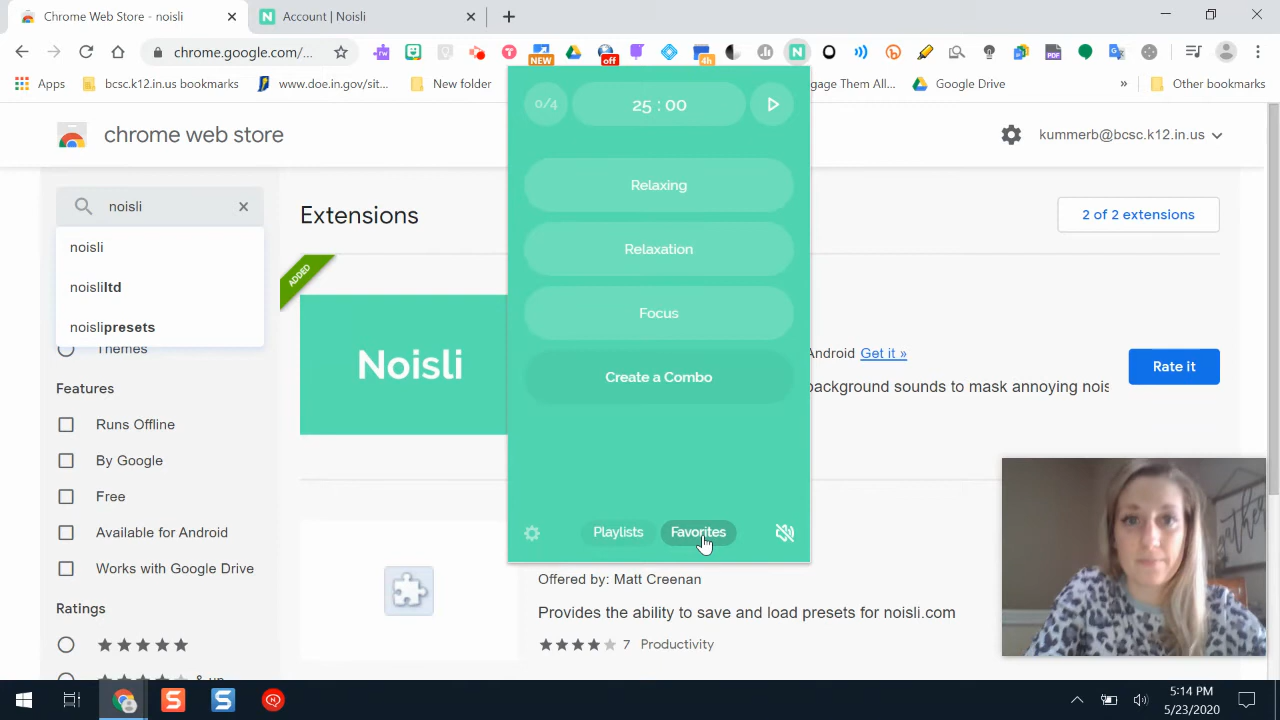 Chrome Web Store - noisli
Account | Noisli
chrome.google.com/...
NEW
off
4h
PDF
Apps
bcsc.k12.in.us bookmarks
www.doe.in.gov/sit...
New folder
gage Them All...
Google Drive
»
Other bookmarks
chrome web store
kummerb@bcsc.k12.in.us
noisli
noisli
noisliltd
noislipresets
Themes
Features
Runs Offline
By Google
Free
Available for Android
Works with Google Drive
Ratings
& up
Extensions
2 of 2 extensions
ADDED
Noisli
Android Get it »
background sounds to mask annoying nois
Rate it
Offered by: Matt Creenan
Provides the ability to save and load presets for noisli.com
7 Productivity
0/4
25 : 00
Relaxing
Relaxation
Focus
Create a Combo
Playlists
Favorites
5:14 PM
5/23/2020